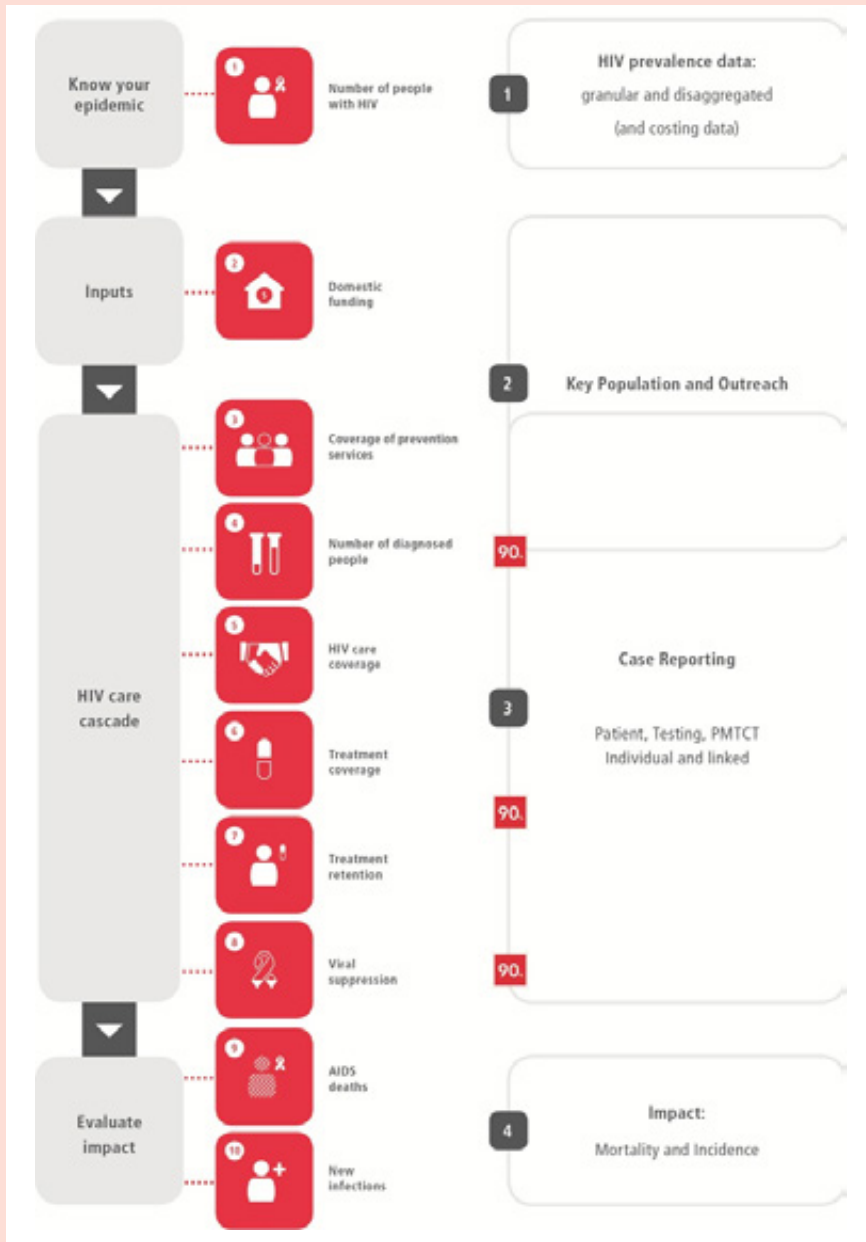 Know your
epidemic
1
Number of people
with HIV
1
HIV prevalence data:
granular and disaggregated
(and costing data)
Inputs
2
$
Domestic
funding
2
Key Population and Outreach
HIV care
cascade
3
Coverage of prevention
services
4
Number of diagnosed
people
90%
5
HIV care
coverage
3
Case Reporting
Patient, Testing, PMTCT
Individual and linked
6
Treatment
coverage
90%
7
Treatment
retention
8
Viral
suppression
90%
Evaluate
impact
9
AIDS
deaths
10
New
infections
4
Impact:
Mortality and Incidence